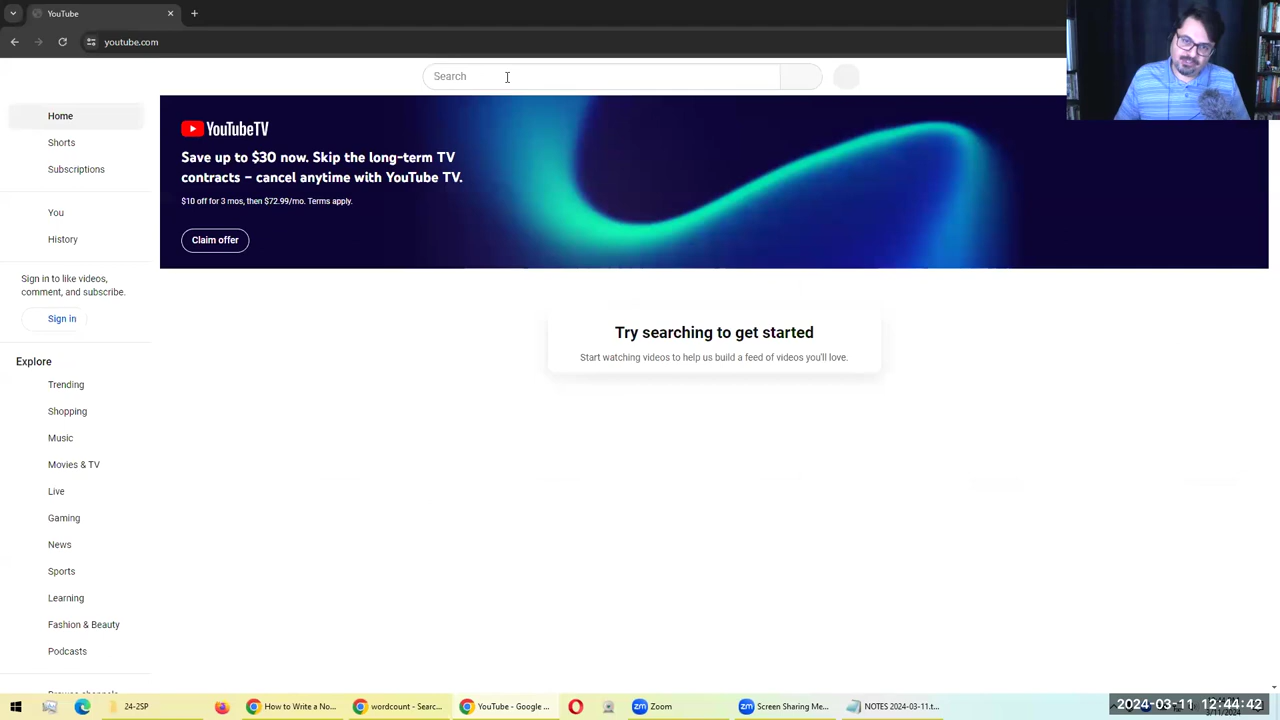 YouTube
youtube.com
Search
Home
Shorts
Subscriptions
You
History
Sign in to like videos,
comment, and subscribe.
Sign in
Explore
Trending
Shopping
Music
Movies & TV
Live
Gaming
News
Sports
Learning
Fashion & Beauty
Podcasts
YouTubeTV
Save up to $30 now. Skip the long-term TV
contracts – cancel anytime with YouTube TV.
$10 off for 3 mos, then $72.99/mo. Terms apply.
Claim offer
Try searching to get started
Start watching videos to help us build a feed of videos you'll love.
24-2SP
How to Write a No...
wordcount - Searc...
YouTube - Google ...
Zoom
Screen Sharing Me...
NOTES 2024-03-11.t...
2024-03-11 12:44:42